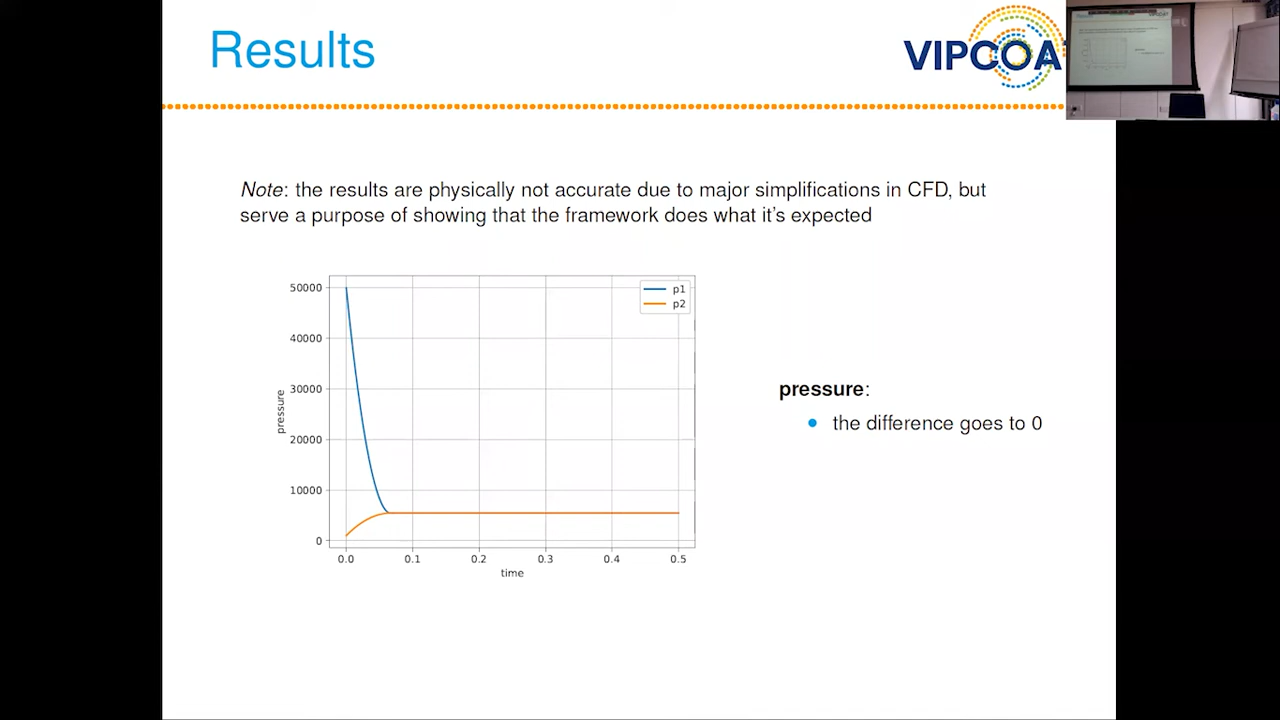 Results
VIPCOAT
Note: the results are physically not accurate due to major simplifications in CFD, but
serve a purpose of showing that the framework does what it's expected
50000
40000
30000
20000
10000
0
pressure
p1
p2
0.0 0.1 0.2 0.3 0.4 0.5
time
pressure:
the difference goes to 0